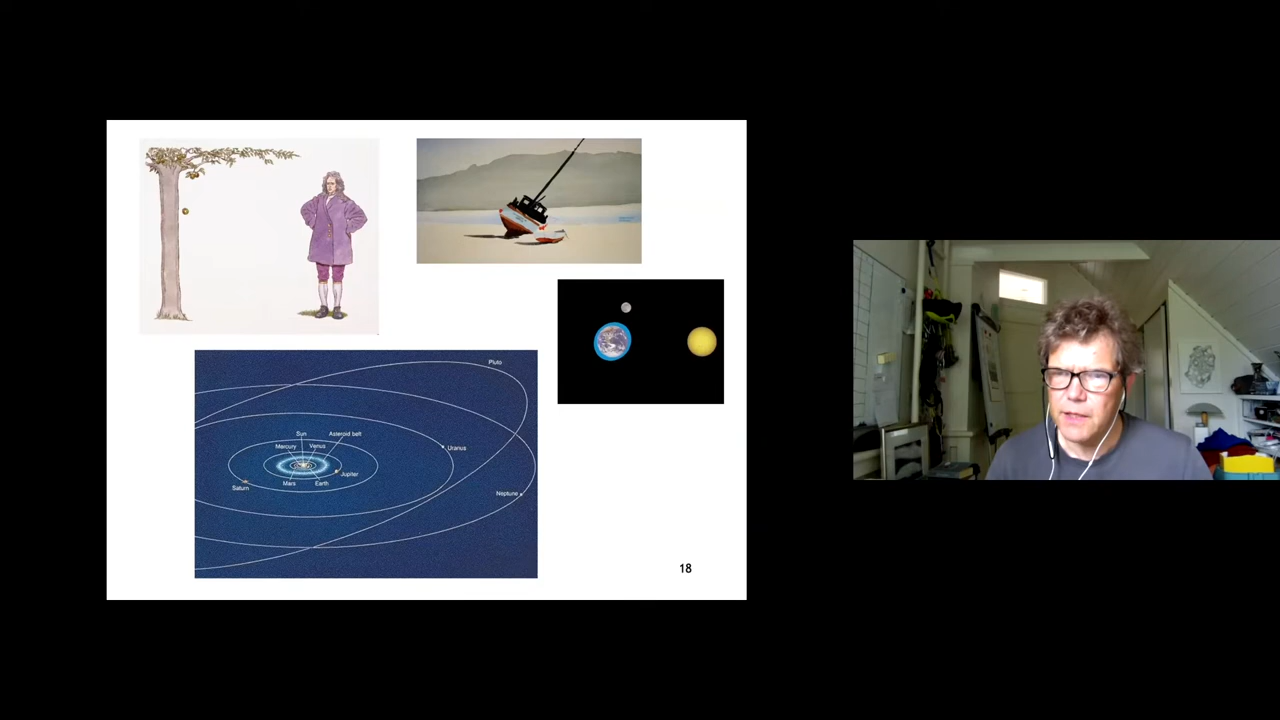 Pluto
Sun
Asteroid belt
Mercury
Venus
Uranus
Jupiter
Saturn
Mars
Earth
Neptune
18